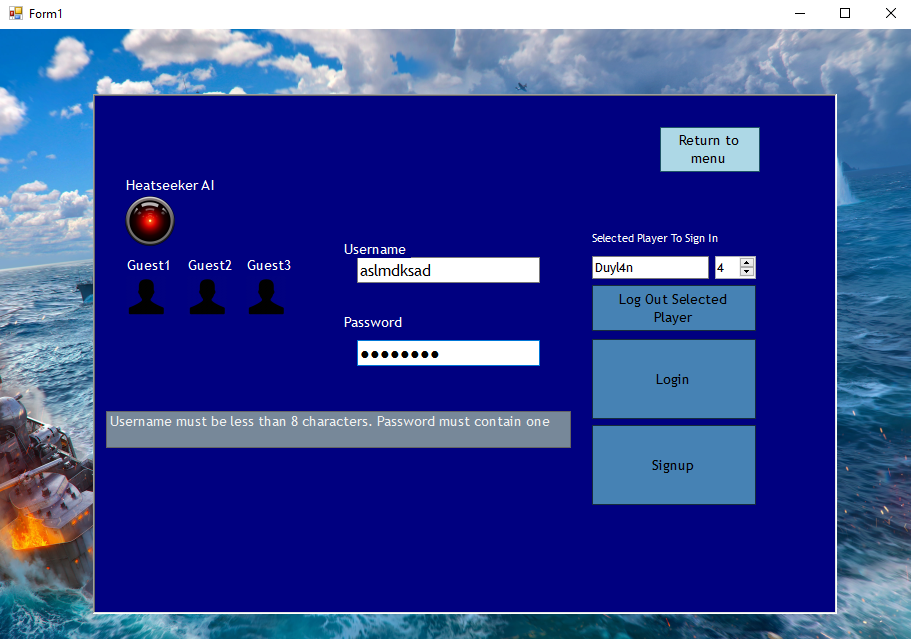 Form1
Return to
menu
Heatseeker AI
Guest1 Guest2 Guest3
Username
aslmdksad
Password
●●●●●●●●
Selected Player To Sign In
Duyl4n 4
Log Out Selected
Player
Login
Signup
Username must be less than 8 characters. Password must contain one